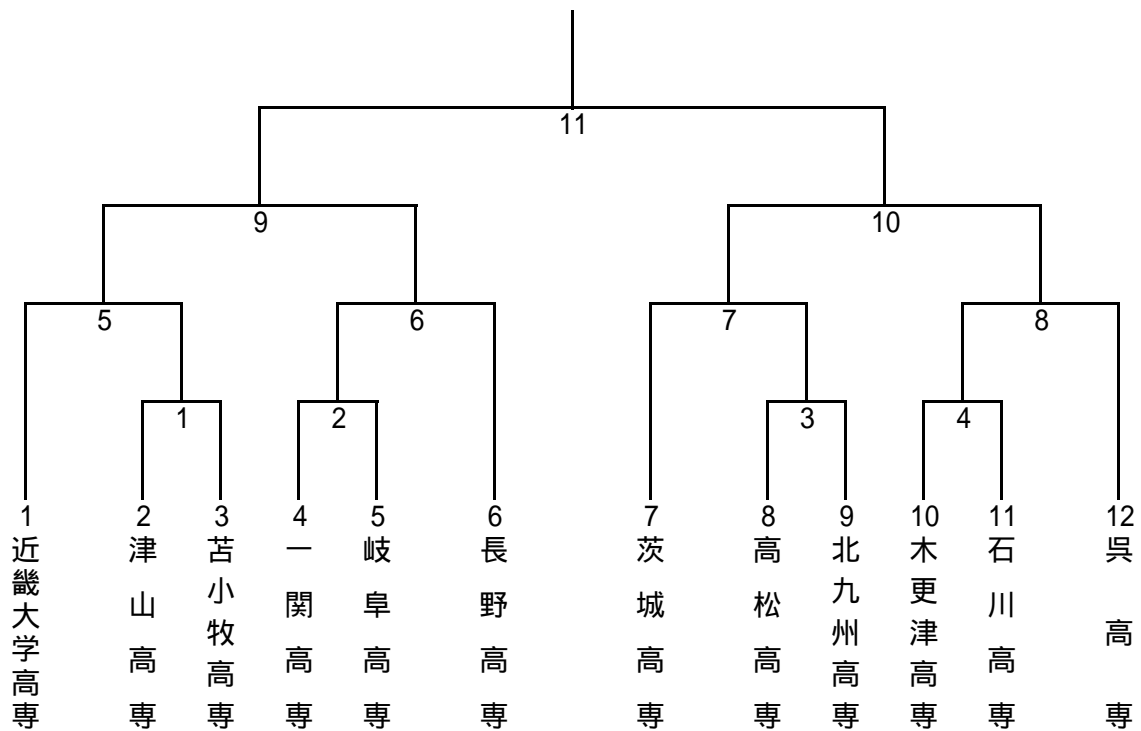 11
9
10
5
6
7
8
1
2
3
4
1
2
3
4
5
6
7
8
9
10
11
12
近畿大学高専
津山高専
苫小牧高専
一関高専
岐阜高専
長野高専
茨城高専
高松高専
北九州高専
木更津高専
石川高専
呉高専